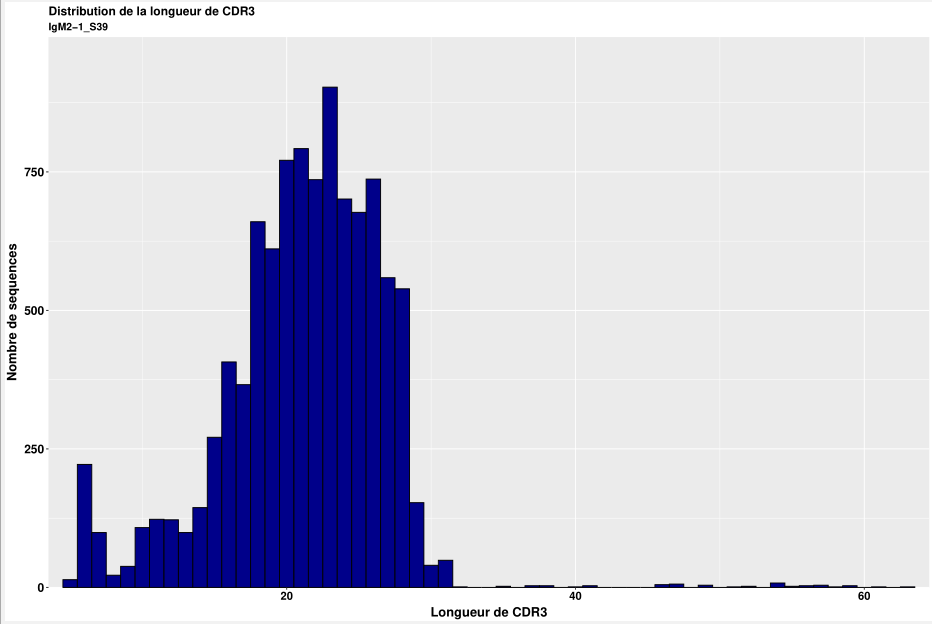 Distribution de la longueur de CDR3
IgM2−1_S39
Nombre de sequences
750
500
250
0
20 40 60
Longueur de CDR3